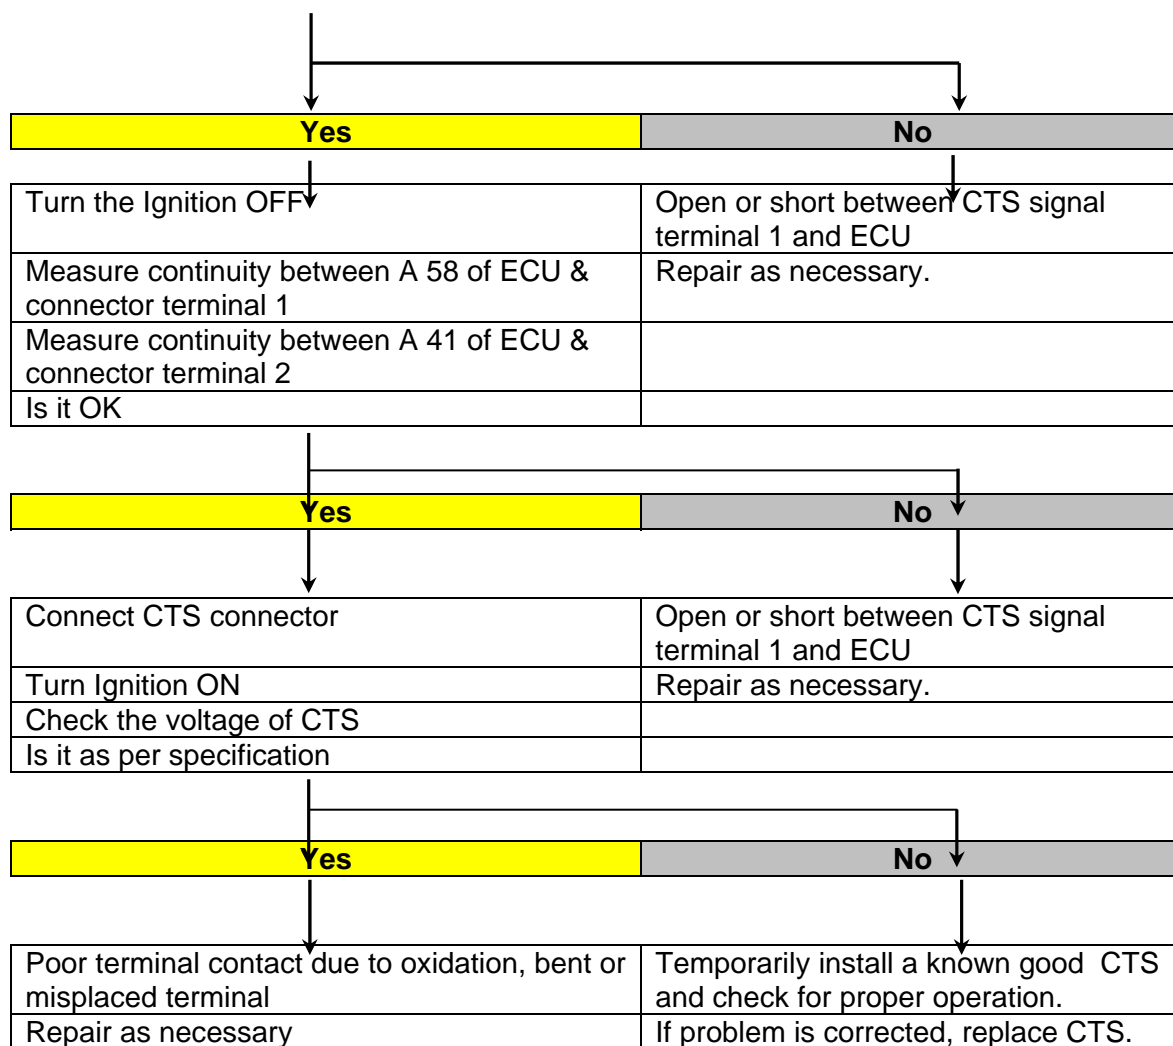 Yes
No
Turn the Ignition OFF
Open or short between CTS signal
terminal 1 and ECU
Measure continuity between A 58 of ECU &
connector terminal 1
Repair as necessary.
Measure continuity between A 41 of ECU &
connector terminal 2
Is it OK
Yes
No
Connect CTS connector
Open or short between CTS signal
terminal 1 and ECU
Turn Ignition ON
Repair as necessary.
Check the voltage of CTS
Is it as per specification
Yes
No
Poor terminal contact due to oxidation, bent or
misplaced terminal
Temporarily install a known good CTS
and check for proper operation.
Repair as necessary
If problem is corrected, replace CTS.